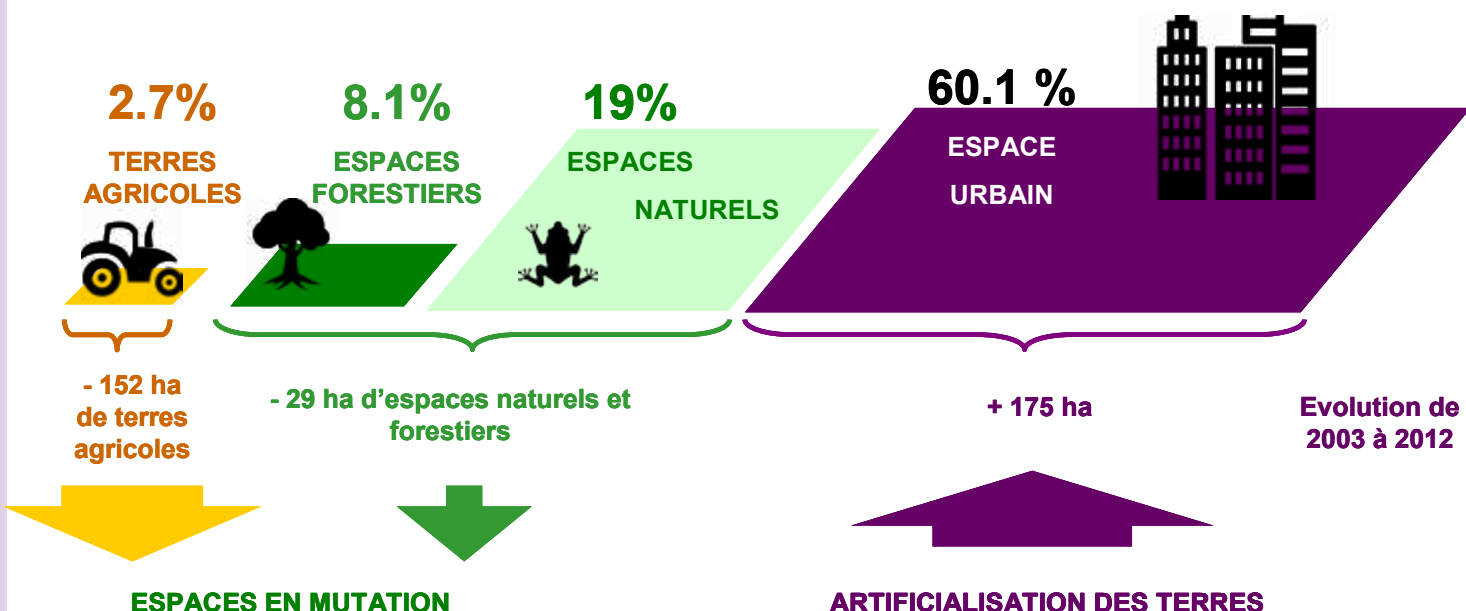 2.7%
TERRES
AGRICOLES
8.1%
ESPACES
FORESTIERS
19%
ESPACES
NATURELS
60.1 %
ESPACE
URBAIN
- 152 ha
de terres
agricoles
- 29 ha d’espaces naturels et
forestiers
+ 175 ha
Evolution de
2003 à 2012
ESPACES EN MUTATION
ARTIFICIALISATION DES TERRES